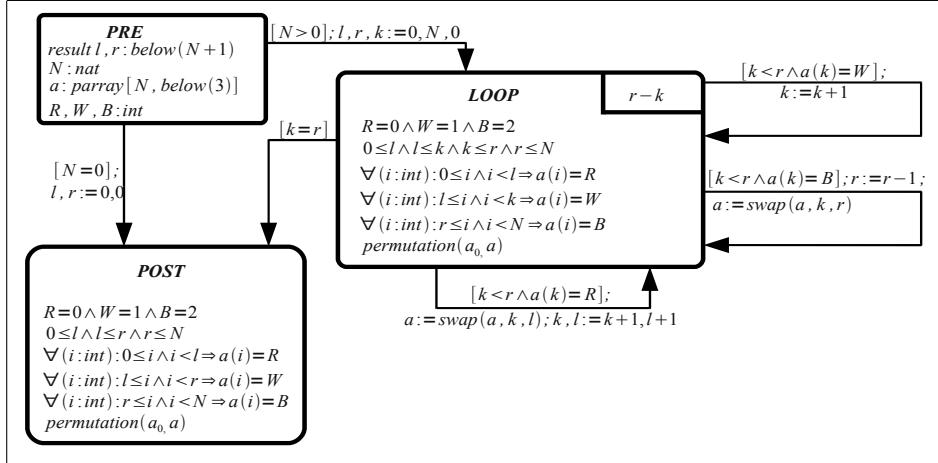 PRE
result l, r: below(N+1)
N: nat
a: parray[N, below(3)]
R, W, B: int
[N>0]; l, r, k:=0, N, 0
LOOP
r−k
R=0∧W=1∧B=2
0≤l∧l≤k∧k≤r∧r≤N
∀(i:int):0≤i∧i<l⇒a(i)=R
∀(i:int):l≤i∧i<k⇒a(i)=W
∀(i:int):r≤i∧i<N⇒a(i)=B
permutation(a₀, a)
[k<r∧a(k)=W];
k:=k+1
[k<r∧a(k)=B]; r:=r−1;
a:=swap(a, k, r)
[k<r∧a(k)=R];
a:=swap(a, k, l); k, l:=k+1, l+1
[k=r]
[N=0];
l, r:=0,0
POST
R=0∧W=1∧B=2
0≤l∧l≤r∧r≤N
∀(i:int):0≤i∧i<l⇒a(i)=R
∀(i:int):l≤i∧i<r⇒a(i)=W
∀(i:int):r≤i∧i<N⇒a(i)=B
permutation(a₀, a)